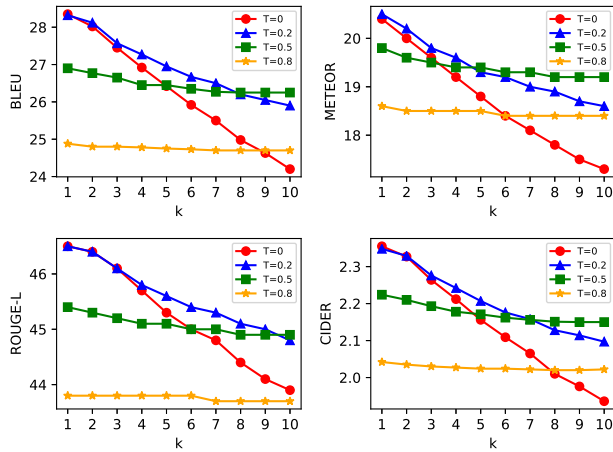 BLEU
28
27
26
25
24
1 2 3 4 5 6 7 8 9 10
k
T=0
T=0.2
T=0.5
T=0.8
METEOR
20
19
18
1 2 3 4 5 6 7 8 9 10
k
T=0
T=0.2
T=0.5
T=0.8
ROUGE-L
46
45
44
1 2 3 4 5 6 7 8 9 10
k
T=0
T=0.2
T=0.5
T=0.8
CIDER
2.3
2.2
2.1
2.0
1 2 3 4 5 6 7 8 9 10
k
T=0
T=0.2
T=0.5
T=0.8